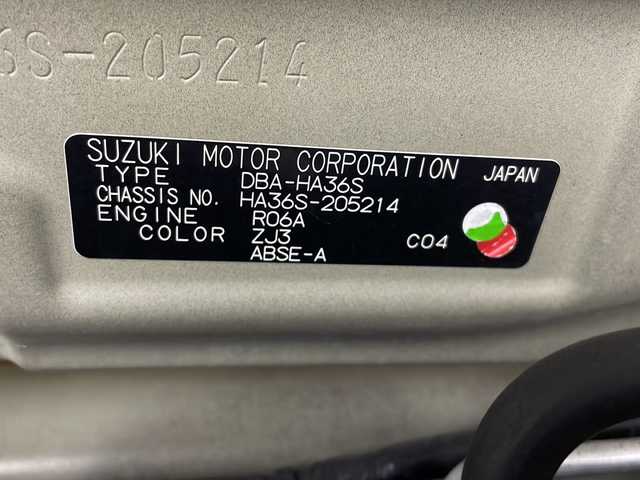 6S-205214
SUZUKI MOTOR CORPORATION JAPAN
TYPE DBA-HA36S
CHASSIS NO. HA36S-205214
ENGINE R06A
COLOR ZJ3 C04
ABSE-A